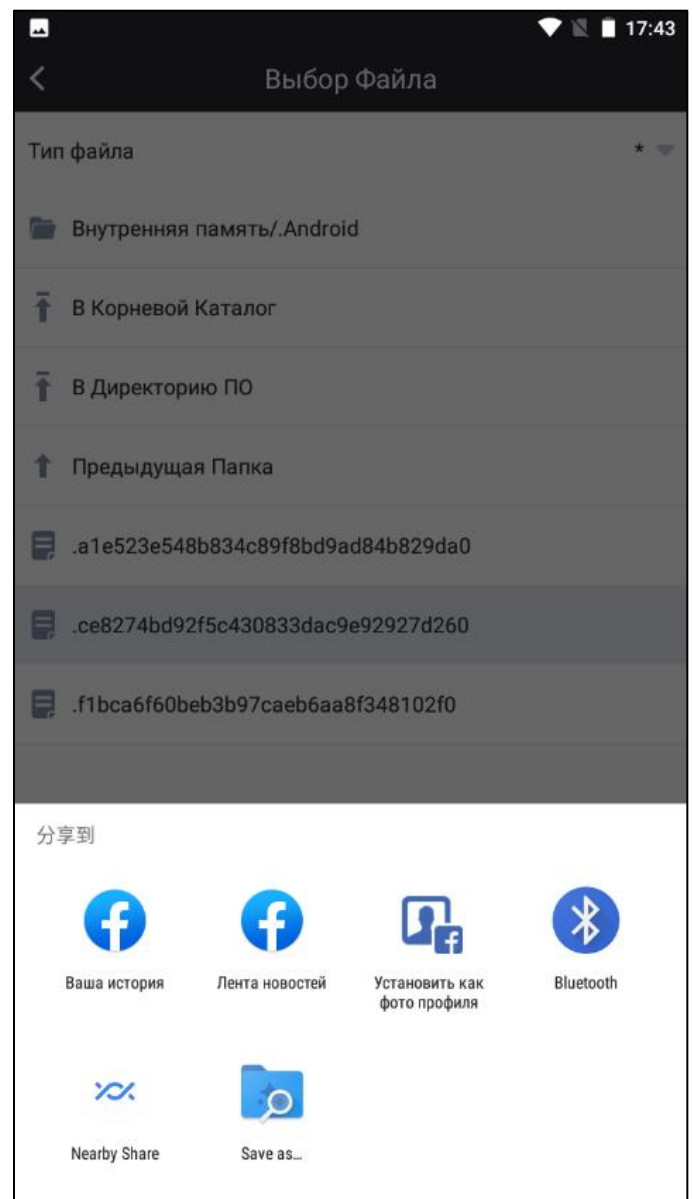 17:43
Выбор Файла
Тип файла *
Внутренняя память/.Android
В Корневой Каталог
В Директорию ПО
Предыдущая Папка
.a1e523e548b834c89f8bd9ad84b829da0
.ce8274bd92f5c430833dac9e92927d260
.f1bca6f60beb3b97caeb6aa8f348102f0
分享到
Ваша история
Лента новостей
Установить как
фото профиля
Bluetooth
Nearby Share
Save as...